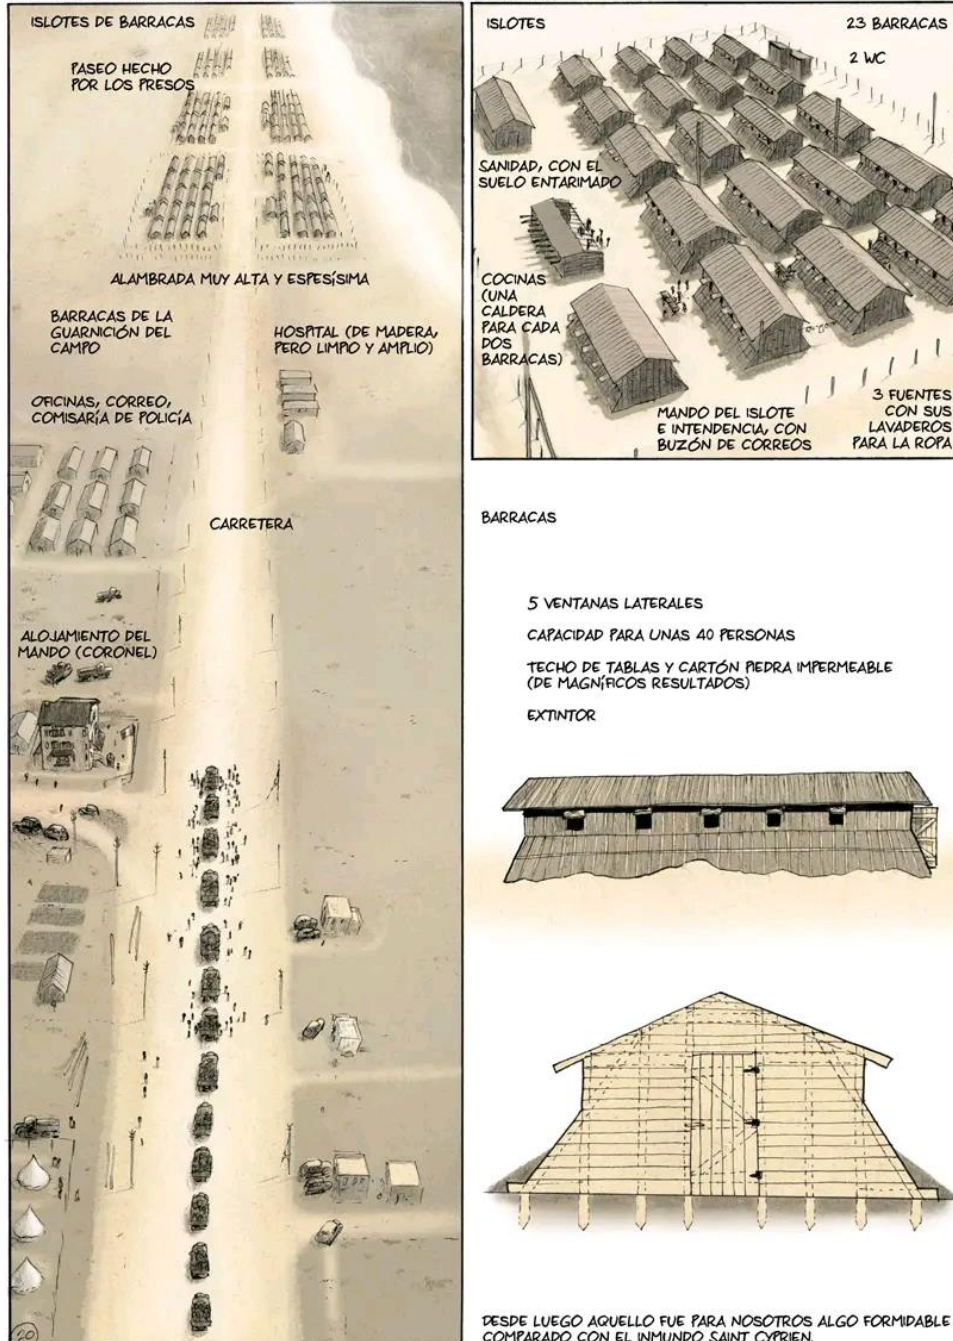 ISLOTES DE BARRACAS
PASEO HECHO
POR LOS PRESOS
ALAMBRADA MUY ALTA Y ESPESÍSIMA
BARRACAS DE LA
GUARNICIÓN DEL
CAMPO
HOSPITAL (DE MADERA,
PERO LIMPIO Y AMPLIO)
OFICINAS, CORREO,
COMISARÍA DE POLICÍA
CARRETERA
ALOJAMIENTO DEL
MANDO (CORONEL)
20
ISLOTES
23 BARRACAS
2 WC
SANIDAD, CON EL
SUELO ENTARIMADO
COCINAS
(UNA
CALDERA
PARA CADA
DOS
BARRACAS)
MANDO DEL ISLOTE
E INTENDENCIA, CON
BUZÓN DE CORREOS
3 FUENTES
CON SUS
LAVADEROS
PARA LA ROPA
BARRACAS
5 VENTANAS LATERALES
CAPACIDAD PARA UNAS 40 PERSONAS
TECHO DE TABLAS Y CARTÓN PIEDRA IMPERMEABLE
(DE MAGNÍFICOS RESULTADOS)
EXTINTOR
DESDE LUEGO AQUELLO FUE PARA NOSOTROS ALGO FORMIDABLE
COMPARADO CON EL INMUNDO SAINT CYPRIEN.